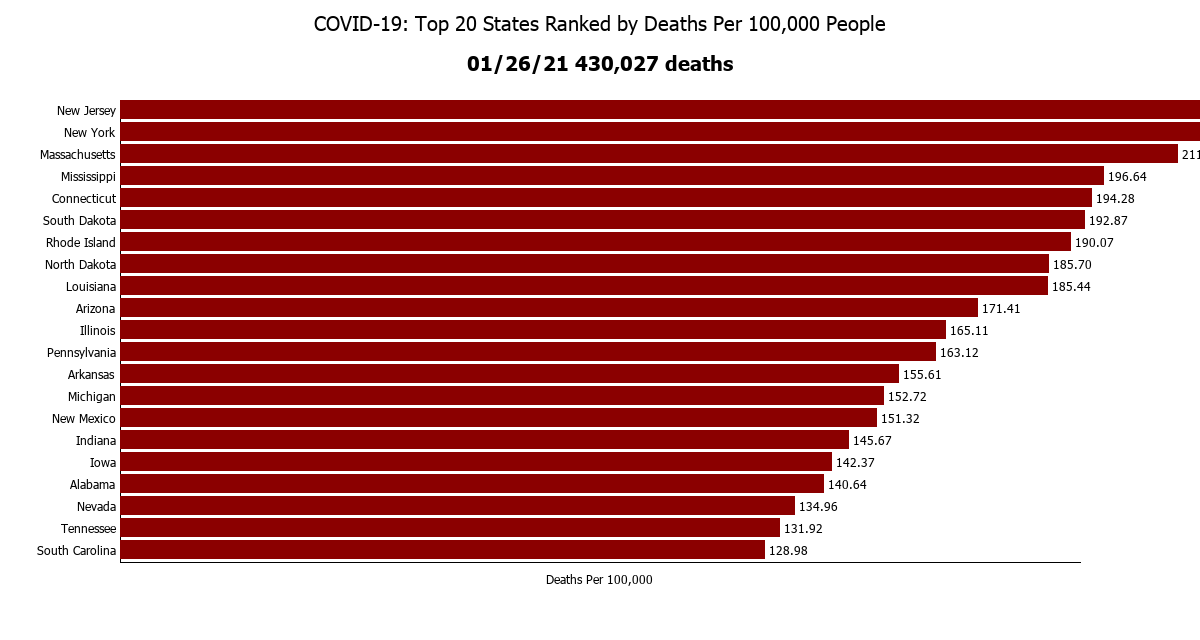 COVID-19: Top 20 States Ranked by Deaths Per 100,000 People
01/26/21 430,027 deaths
New Jersey
New York
Massachusetts 211
Mississippi 196.64
Connecticut 194.28
South Dakota 192.87
Rhode Island 190.07
North Dakota 185.70
Louisiana 185.44
Arizona 171.41
Illinois 165.11
Pennsylvania 163.12
Arkansas 155.61
Michigan 152.72
New Mexico 151.32
Indiana 145.67
Iowa 142.37
Alabama 140.64
Nevada 134.96
Tennessee 131.92
South Carolina 128.98
Deaths Per 100,000